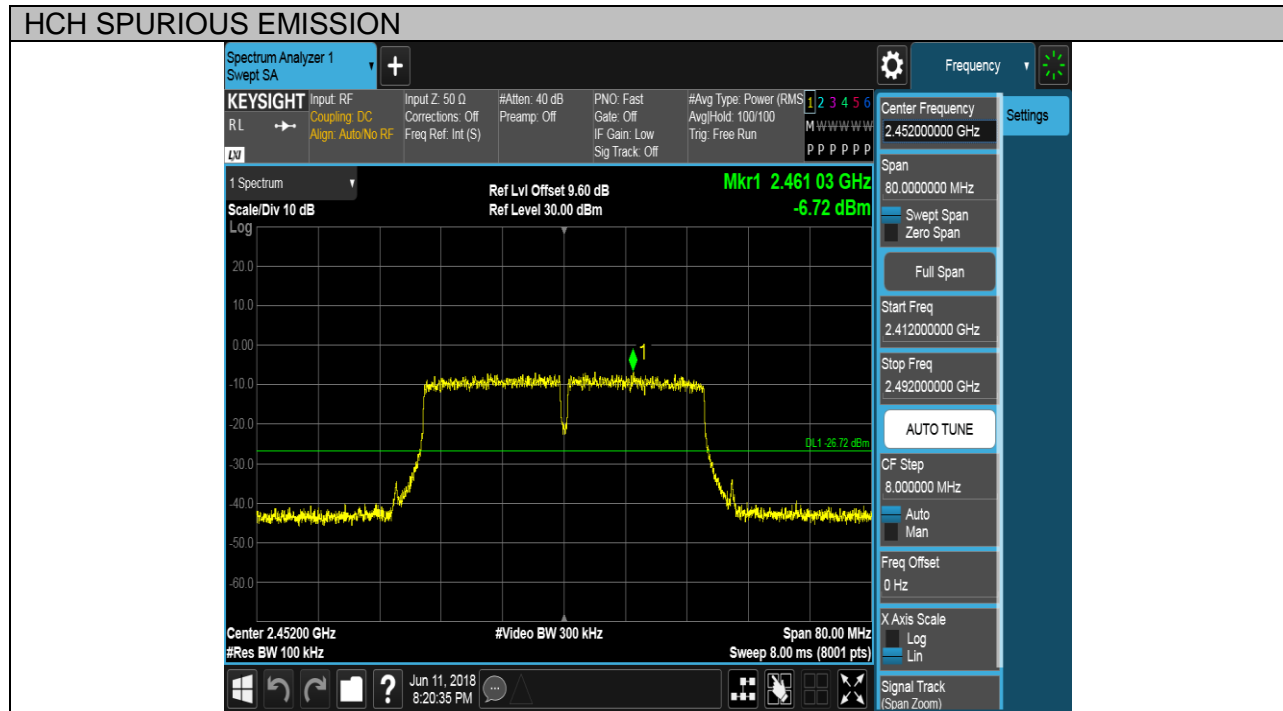 HCH SPURIOUS EMISSION
Spectrum Analyzer 1
Swept SA
+
Frequency
KEYSIGHT
RL
LXI
Input: RF
Coupling: DC
Align: Auto/No RF
Input Z: 50 Ω
Corrections: Off
Freq Ref: Int (S)
#Atten: 40 dB
Preamp: Off
PNO: Fast
Gate: Off
IF Gain: Low
Sig Track: Off
#Avg Type: Power (RMS
Avg|Hold: 100/100
Trig: Free Run
1 2 3 4 5 6
M W W W W W
P P P P P P
1 Spectrum
Scale/Div 10 dB
Ref Lvl Offset 9.60 dB
Ref Level 30.00 dBm
Mkr1 2.461 03 GHz
-6.72 dBm
Log
20.0
10.0
0.00
-10.0
-20.0
-30.0
-40.0
-50.0
-60.0
1
DL1 -26.72 dBm
Center 2.45200 GHz
#Res BW 100 kHz
#Video BW 300 kHz
Span 80.00 MHz
Sweep 8.00 ms (8001 pts)
Center Frequency
2.452000000 GHz
Settings
Span
80.0000000 MHz
Swept Span
Zero Span
Full Span
Start Freq
2.412000000 GHz
Stop Freq
2.492000000 GHz
AUTO TUNE
CF Step
8.000000 MHz
Auto
Man
Freq Offset
0 Hz
X Axis Scale
Log
Lin
Signal Track
(Span Zoom)
?
Jun 11, 2018
8:20:35 PM